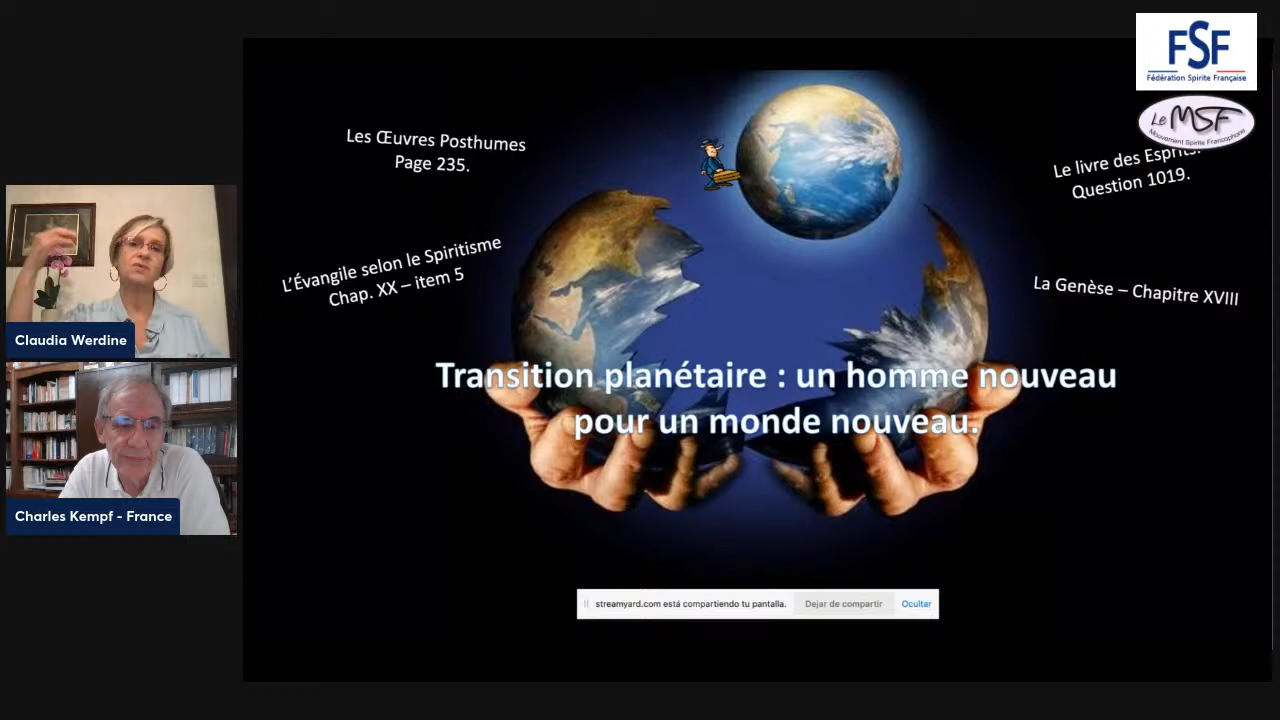 FSF
Fédération Spirite Française
Le MSF
Mouvement Spirite Francophone
Les Œuvres Posthumes
Page 235.
Le livre des Esprits.
Question 1019.
L'Évangile selon le Spiritisme
Chap. XX – item 5
La Genèse – Chapitre XVIII
Transition planétaire : un homme nouveau
pour un monde nouveau.
Claudia Werdine
Charles Kempf - France
streamyard.com está compartiendo tu pantalla.
Dejar de compartir
Ocultar